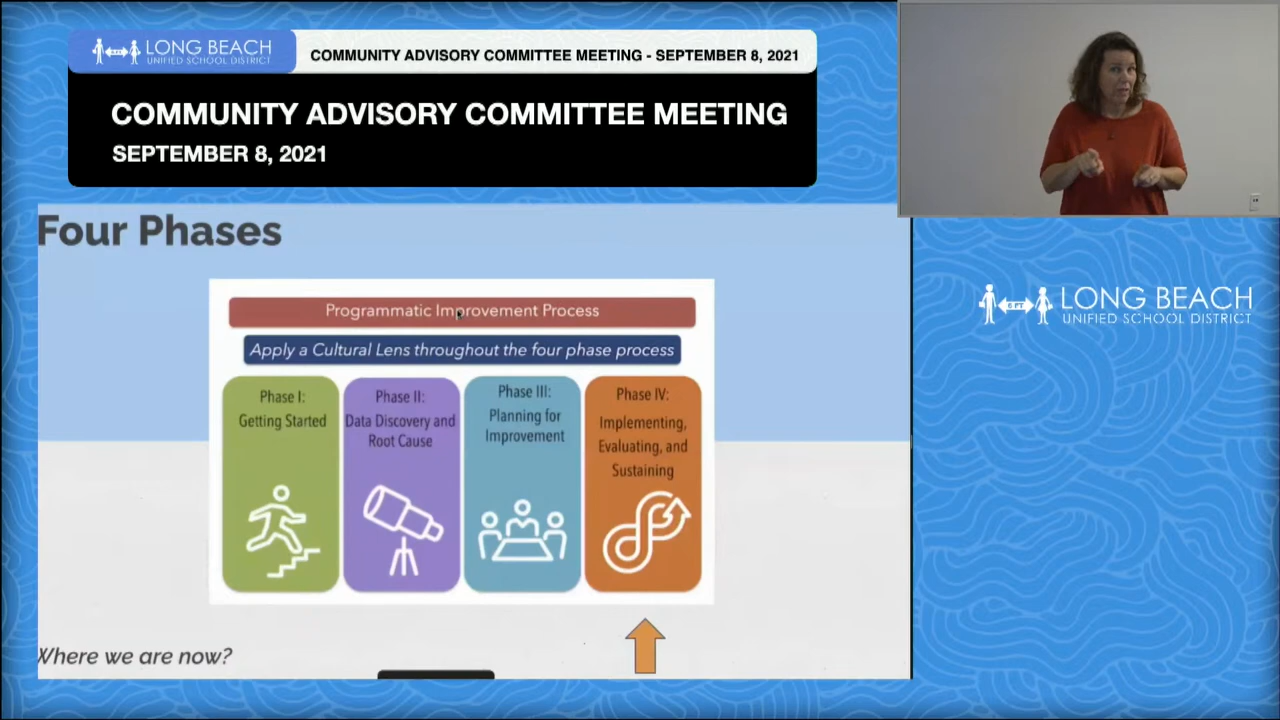 LONG BEACH
UNIFIED SCHOOL DISTRICT
COMMUNITY ADVISORY COMMITTEE MEETING - SEPTEMBER 8, 2021
COMMUNITY ADVISORY COMMITTEE MEETING
SEPTEMBER 8, 2021
Four Phases
Programmatic Improvement Process
Apply a Cultural Lens throughout the four phase process
Phase I:
Getting Started
Phase II:
Data Discovery and
Root Cause
Phase III:
Planning for
Improvement
Phase IV:
Implementing,
Evaluating, and
Sustaining
Where we are now?
6 FT
LONG BEACH
UNIFIED SCHOOL DISTRICT